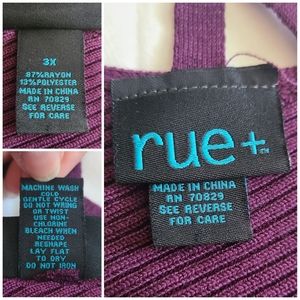 3X
87%RAYON
13%POLYESTER
MADE IN CHINA
RN 70829
SEE REVERSE
FOR CARE
MACHINE WASH
COLD
GENTLE CYCLE
DO NOT WRING
OR TWIST
USE NON-
CHLORINE
BLEACH WHEN
NEEDED
RESHAPE
LAY FLAT
TO DRY
DO NOT IRON
rue+™
MADE IN CHINA
RN 70829
SEE REVERSE
FOR CARE